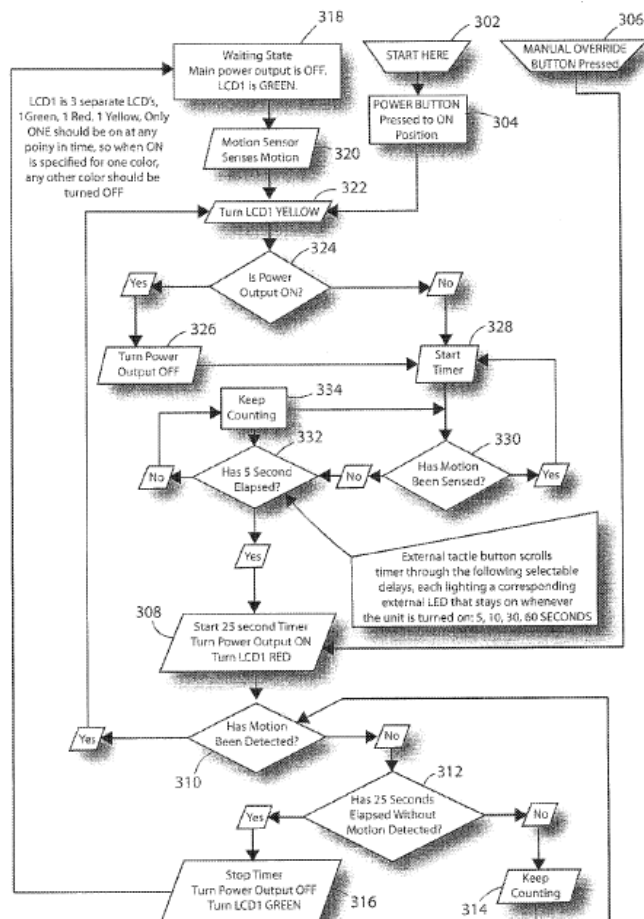 318
Waiting State
Main power output is OFF.
LCD1 is GREEN.
302
START HERE
306
MANUAL OVERRIDE
BUTTON Pressed
LCD1 is 3 separate LCD's,
1Green, 1 Red, 1 Yellow, Only
ONE should be on at any
poiny in time, so when ON
is specified for one color,
any other color should be
turned OFF
POWER BUTTON
Pressed to ON
Position
304
Motion Sensor
Senses Motion
320
322
Turn LCD1 YELLOW
324
Is Power
Output ON?
Yes
No
326
Turn Power
Output OFF
328
Start
Timer
334
Keep
Counting
332
Has 5 Second
Elapsed?
No
330
Has Motion
Been Sensed?
No
Yes
Yes
External tactle button scrolls
timer through the following selectable
delays, each lighting a corresponding
external LED that stays on whenever
the unit is turned on: 5, 10, 30, 60 SECONDS
308
Start 25 second Timer
Turn Power Output ON
Turn LCD1 RED
Has Motion
Been Detected?
310
Yes
No
312
Has 25 Seconds
Elapsed Without
Motion Detected?
Yes
No
Stop Timer
Turn Power Output OFF
Turn LCD1 GREEN
316
Keep
Counting
314